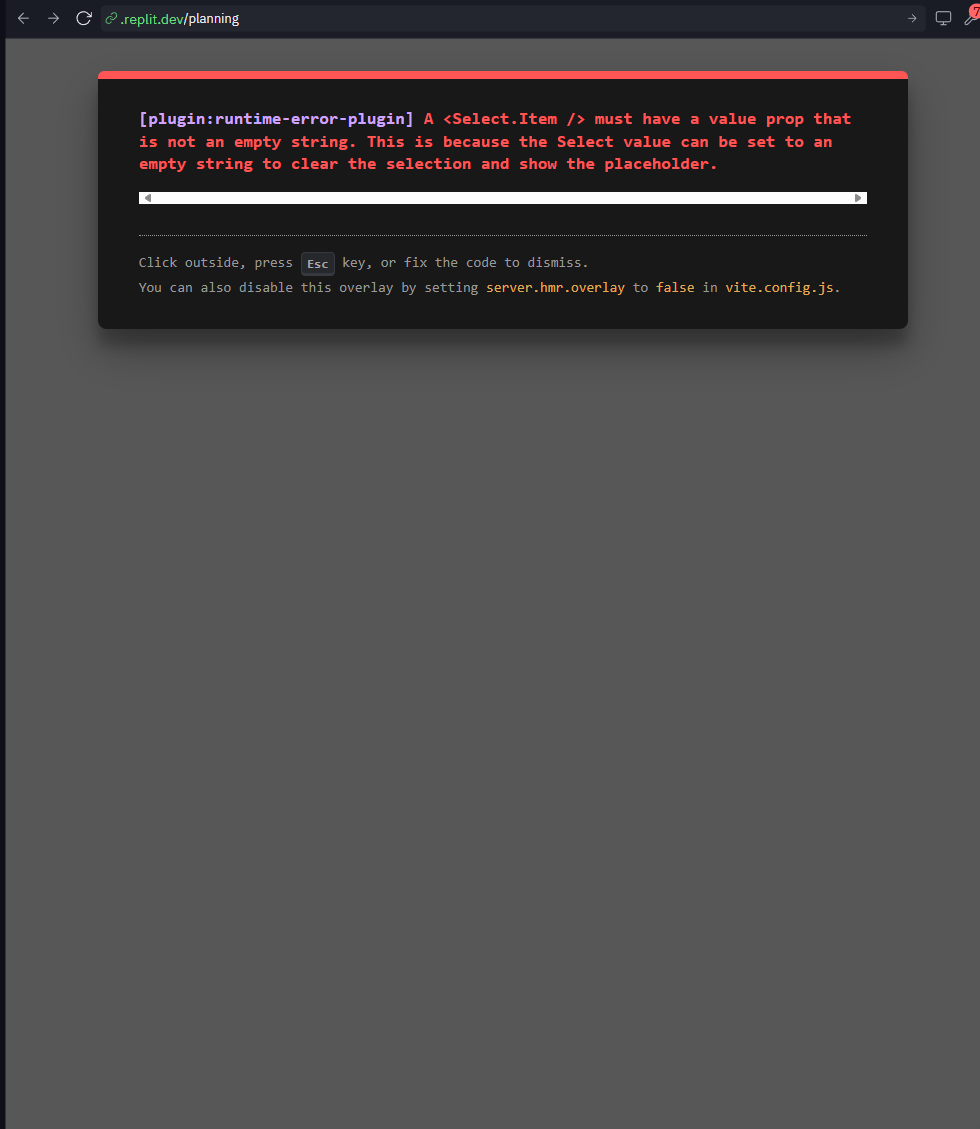 .replit.dev/planning
7
[plugin:runtime-error-plugin] A <Select.Item /> must have a value prop that
is not an empty string. This is because the Select value can be set to an
empty string to clear the selection and show the placeholder.
Click outside, press Esc key, or fix the code to dismiss.
You can also disable this overlay by setting server.hmr.overlay to false in vite.config.js.